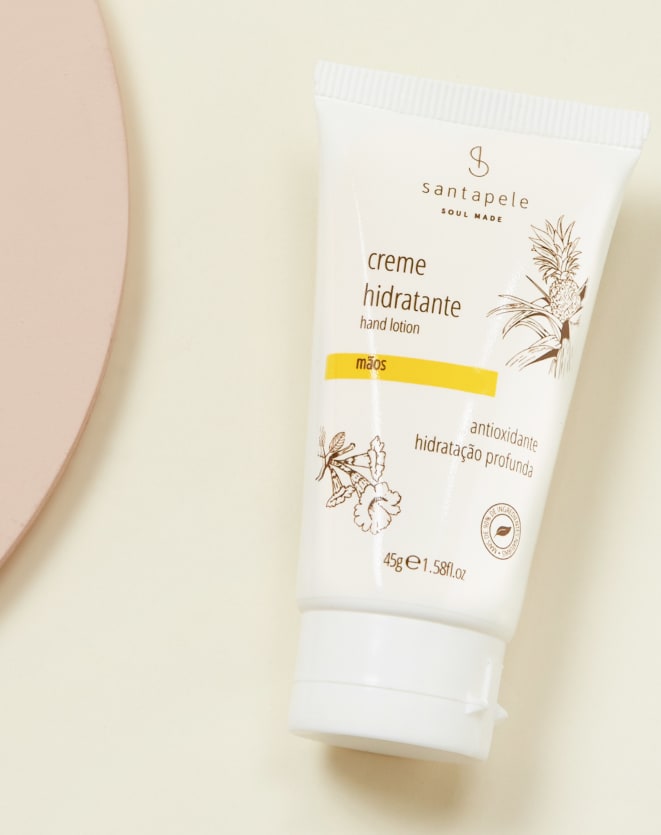 santapele
SOUL MADE
creme
hidratante
hand lotion
mãos
antioxidante
hidratação profunda
45g e 1.58fl.oz